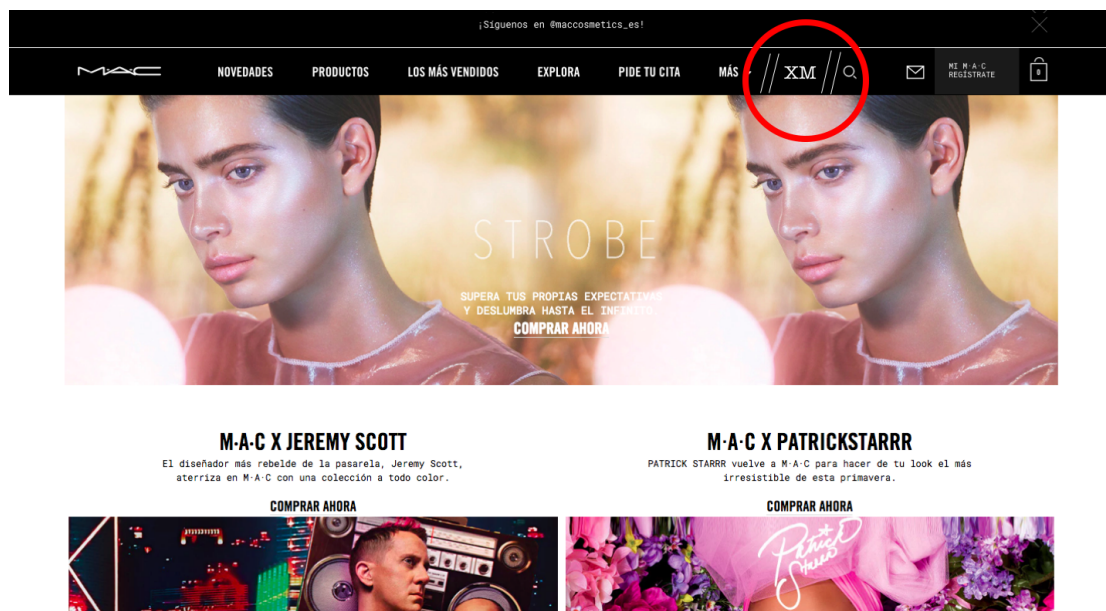 ¡Síguenos en @maccosmetics_es!
MAC NOVEDADES PRODUCTOS LOS MÁS VENDIDOS EXPLORA PIDE TU CITA MÁS XM MI M·A·C
REGÍSTRATE 0
STROBE
SUPERA TUS PROPIAS EXPECTATIVAS
Y DESLUMBRA HASTA EL INFINITO.
COMPRAR AHORA
M·A·C X JEREMY SCOTT
El diseñador más rebelde de la pasarela, Jeremy Scott,
aterriza en M·A·C con una colección a todo color.
COMPRAR AHORA
M·A·C X PATRICKSTARRR
PATRICK STARRR vuelve a M·A·C para hacer de tu look el más
irresistible de esta primavera.
COMPRAR AHORA
Patrick
Starrr